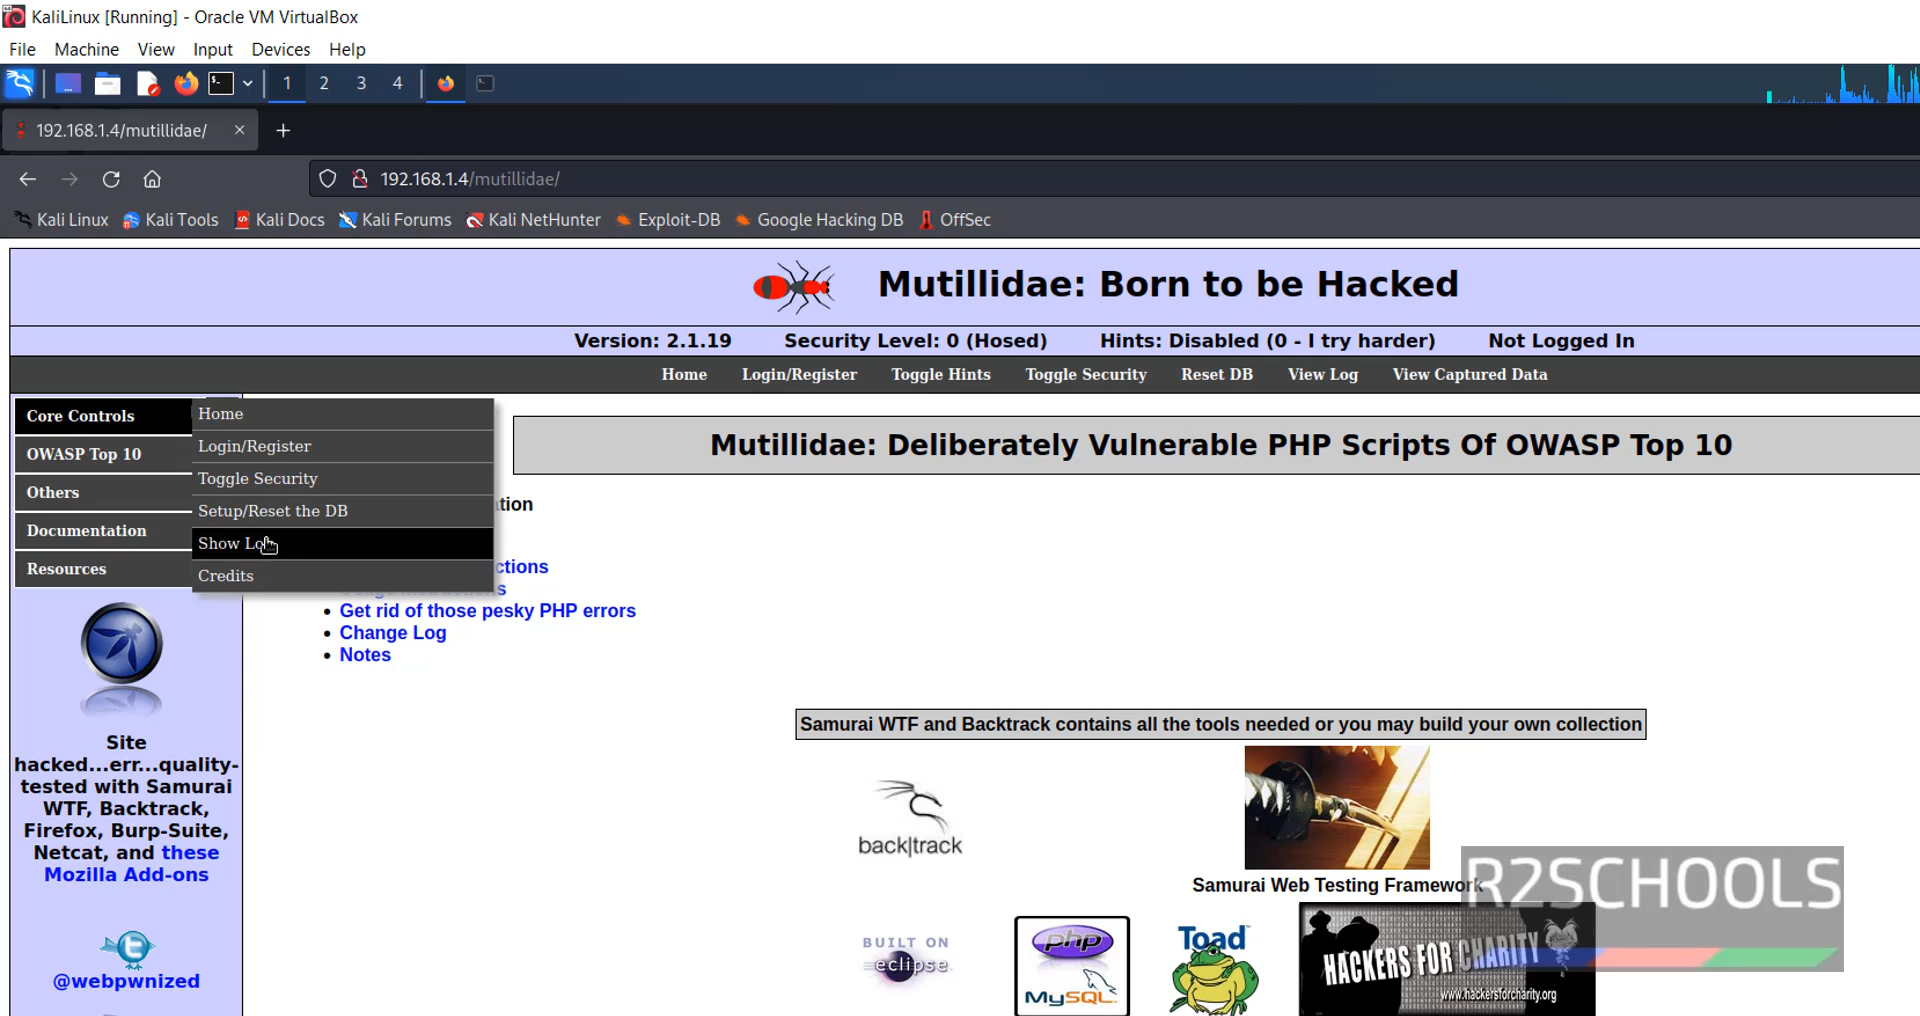 KaliLinux [Running] - Oracle VM VirtualBox
File Machine View Input Devices Help
1 2 3 4
192.168.1.4/mutillidae/
192.168.1.4/mutillidae/
Kali Linux Kali Tools Kali Docs Kali Forums Kali NetHunter Exploit-DB Google Hacking DB OffSec
Mutillidae: Born to be Hacked
Version: 2.1.19 Security Level: 0 (Hosed) Hints: Disabled (0 - I try harder) Not Logged In
Home Login/Register Toggle Hints Toggle Security Reset DB View Log View Captured Data
Core Controls
OWASP Top 10
Others
Documentation
Resources
Home
Login/Register
Toggle Security
Setup/Reset the DB
Show
Credits
Mutillidae: Deliberately Vulnerable PHP Scripts Of OWASP Top 10
tion
ctions
Get rid of those pesky PHP errors
Change Log
Notes
Site
hacked...err...quality-
tested with Samurai
WTF, Backtrack,
Firefox, Burp-Suite,
Netcat, and these
Mozilla Add-ons
@webpwnized
Samurai WTF and Backtrack contains all the tools needed or you may build your own collection
back|track
Samurai Web Testing Framework
R2SCHOOLS
BUILT ON
eclipse
php
MySQL
Toad
HACKERS FOR CHARITY
www.hackersforcharity.org